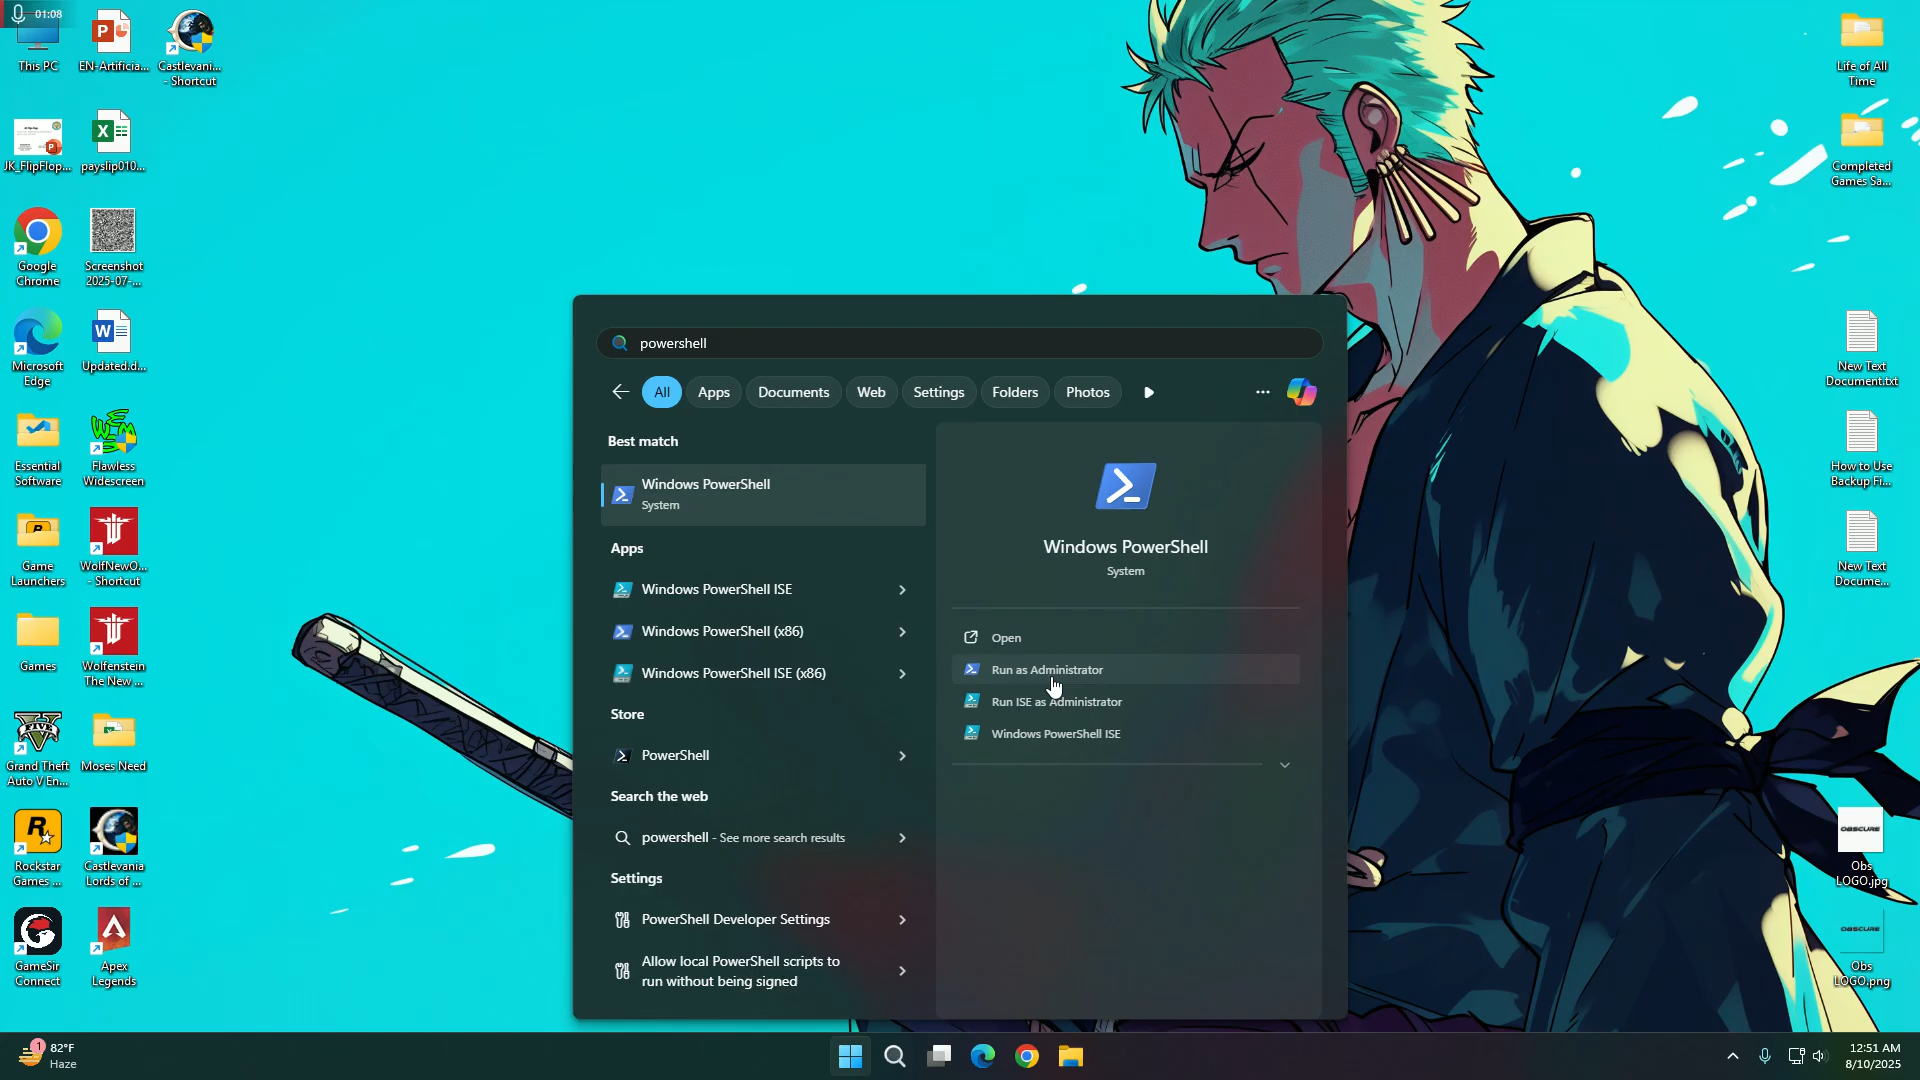 01:08
This PC
EN-Artificia...
Castlevani...
- Shortcut
JK_FlipFlop...
payslip010...
Google
Chrome
Screenshot
2025-07-...
Microsoft
Edge
Updated.d...
Essential
Software
Flawless
Widescreen
Game
Launchers
WolfNewO...
- Shortcut
Games
Wolfenstein
The New ...
Grand Theft
Auto V En...
Moses Need
Rockstar
Games ...
Castlevania
Lords of ...
GameSir
Connect
Apex
Legends
powershell
All
Apps
Documents
Web
Settings
Folders
Photos
Best match
Windows PowerShell
System
Apps
Windows PowerShell ISE
Windows PowerShell (x86)
Windows PowerShell ISE (x86)
Store
PowerShell
Search the web
powershell - See more search results
Settings
PowerShell Developer Settings
Allow local PowerShell scripts to
run without being signed
Windows PowerShell
System
Open
Run as Administrator
Run ISE as Administrator
Windows PowerShell ISE
Life of All
Time
Completed
Games Sa...
New Text
Document.txt
How to Use
Backup Fi...
New Text
Docume...
OBSCURE
Obs
LOGO.jpg
OBSCURE
Obs
LOGO.png
1
82°F
Haze
12:51 AM
8/10/2025